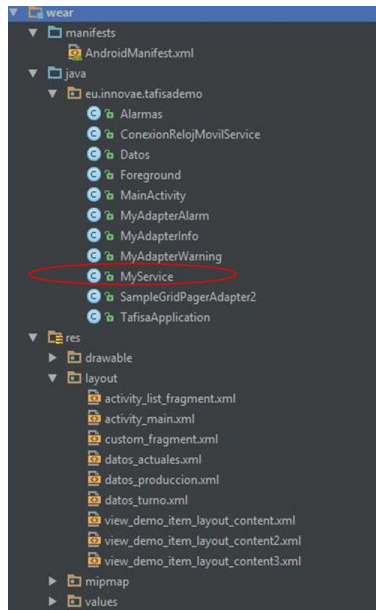 wear
manifests
AndroidManifest.xml
java
eu.innovae.tafisademo
Alarmas
ConexionRelojMovilService
Datos
Foreground
MainActivity
MyAdapterAlarm
MyAdapterInfo
MyAdapterWarning
MyService
SampleGridPagerAdapter2
TafisaApplication
res
drawable
layout
activity_list_fragment.xml
activity_main.xml
custom_fragment.xml
datos_actuales.xml
datos_produccion.xml
datos_turno.xml
view_demo_item_layout_content.xml
view_demo_item_layout_content2.xml
view_demo_item_layout_content3.xml
mipmap
values